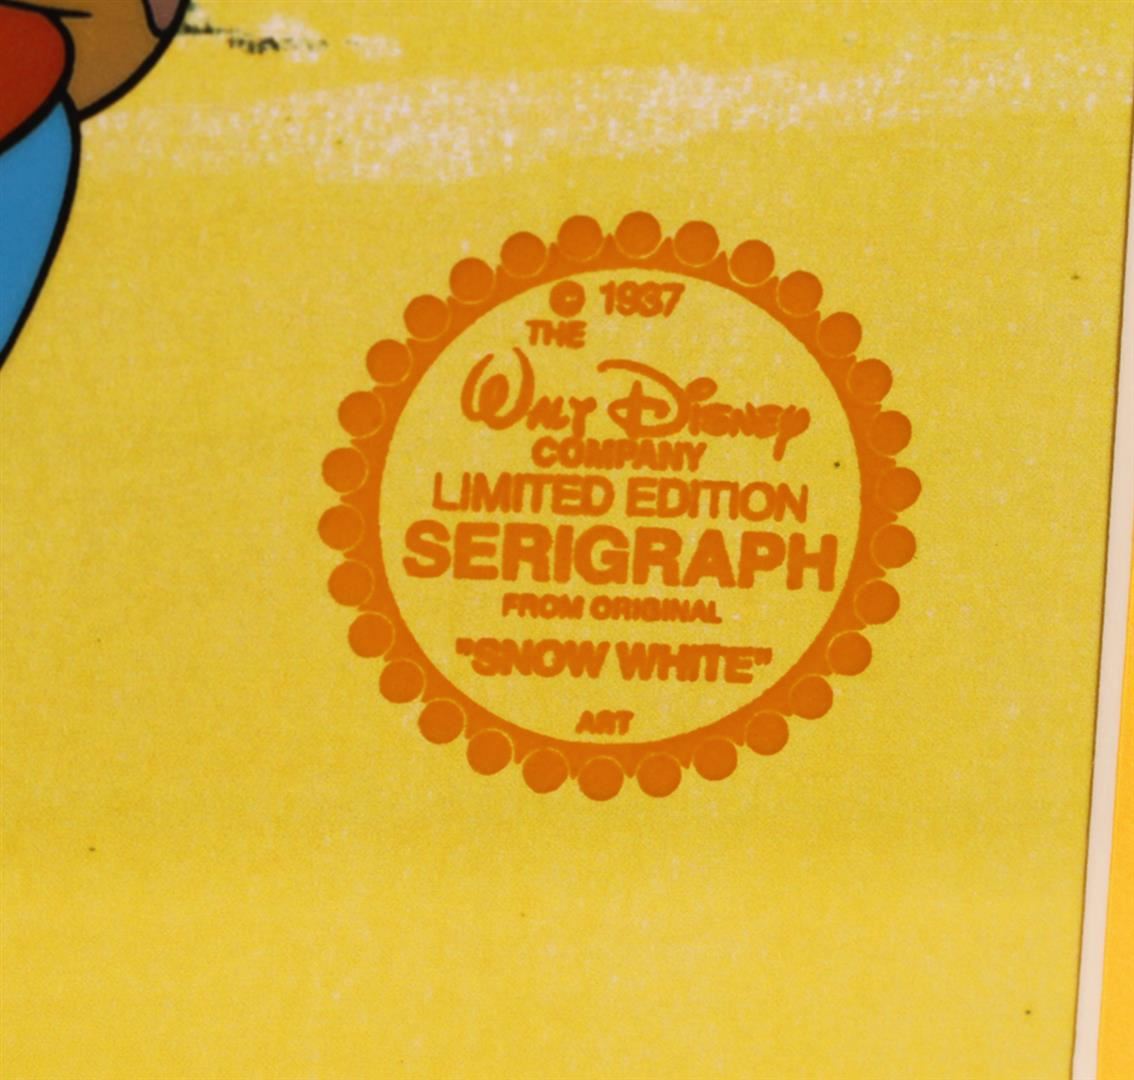 © 1937
THE
WALT DISNEY
COMPANY
LIMITED EDITION
SERIGRAPH
FROM ORIGINAL
"SNOW WHITE"
ART